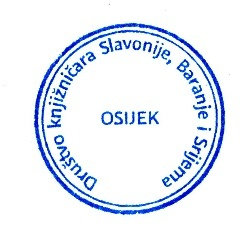 Društvo knjižničara Slavonije, Baranje i Srijema
OSIJEK